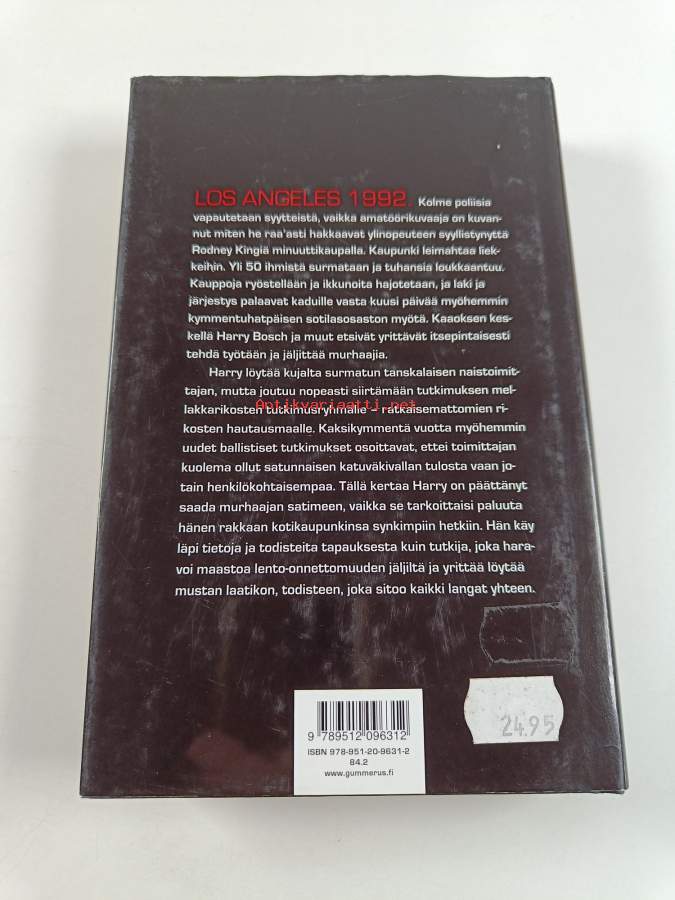 LOS ANGELES 1992. Kolme poliisia
vapautetaan syytteistä, vaikka amatöörikuvaaja on kuvan-
nut miten he raa'asti hakkaavat ylinopeuteen syyllistynyttä
Rodney Kingiä minuuttikaupalla. Kaupunki leimahtaa liek-
keihin. Yli 50 ihmistä surmataan ja tuhansia loukkaantuu.
Kauppoja ryöstellään ja ikkunoita hajotetaan, ja laki ja
järjestys palaavat kaduille vasta kuusi päivää myöhemmin
kymmentuhatpäisen sotilasosaston myötä. Kaaoksen kes-
kellä Harry Bosch ja muut etsivät yrittävät itsepintaisesti
tehdä työtään ja jäljittää murhaajia.
Harry löytää kujalta surmatun tanskalaisen naistoimit-
tajan, mutta joutuu nopeasti siirtämään tutkimuksen mel-
lakkarikosten tutkimusryhmälle – ratkaisemattomien ri-
Antikvariaatti.net
kosten hautausmaalle. Kaksikymmentä vuotta myöhemmin
uudet ballistiset tutkimukset osoittavat, ettei toimittajan
kuolema ollut satunnaisen katuväkivallan tulosta vaan jo-
tain henkilökohtaisempaa. Tällä kertaa Harry on päättänyt
saada murhaajan satimeen, vaikka se tarkoittaisi paluuta
hänen rakkaan kotikaupunkinsa synkimpiin hetkiin. Hän käy
läpi tietoja ja todisteita tapauksesta kuin tutkija, joka hara-
voi maastoa lento-onnettomuuden jäljiltä ja yrittää löytää
mustan laatikon, todisteen, joka sitoo kaikki langat yhteen.
24.95
9 789512 096312
ISBN 978-951-20-9631-2
84.2
www.gummerus.fi